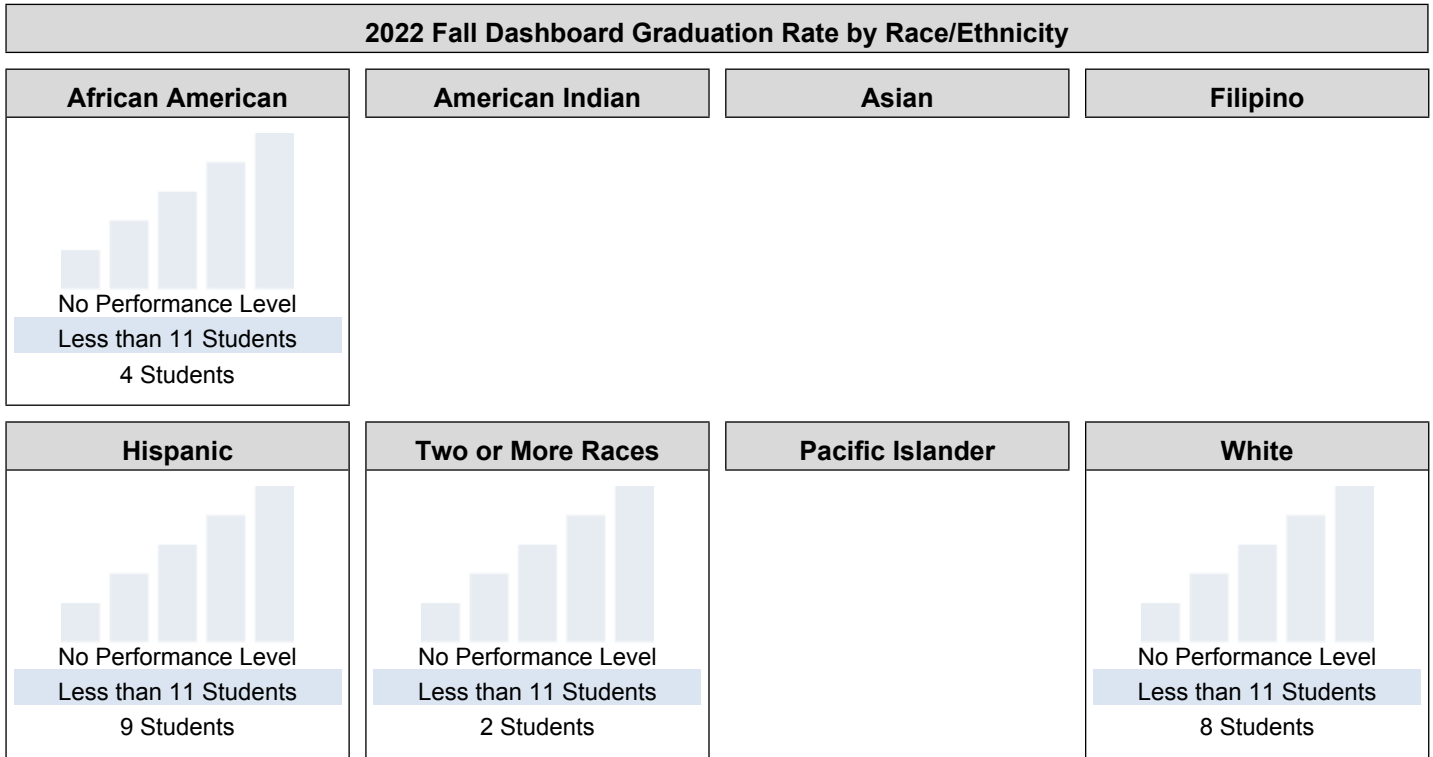 2022 Fall Dashboard Graduation Rate by Race/Ethnicity
African American
American Indian
Asian
Filipino
No Performance Level
Less than 11 Students
4 Students
Hispanic
Two or More Races
Pacific Islander
White
No Performance Level
Less than 11 Students
9 Students
No Performance Level
Less than 11 Students
2 Students
No Performance Level
Less than 11 Students
8 Students